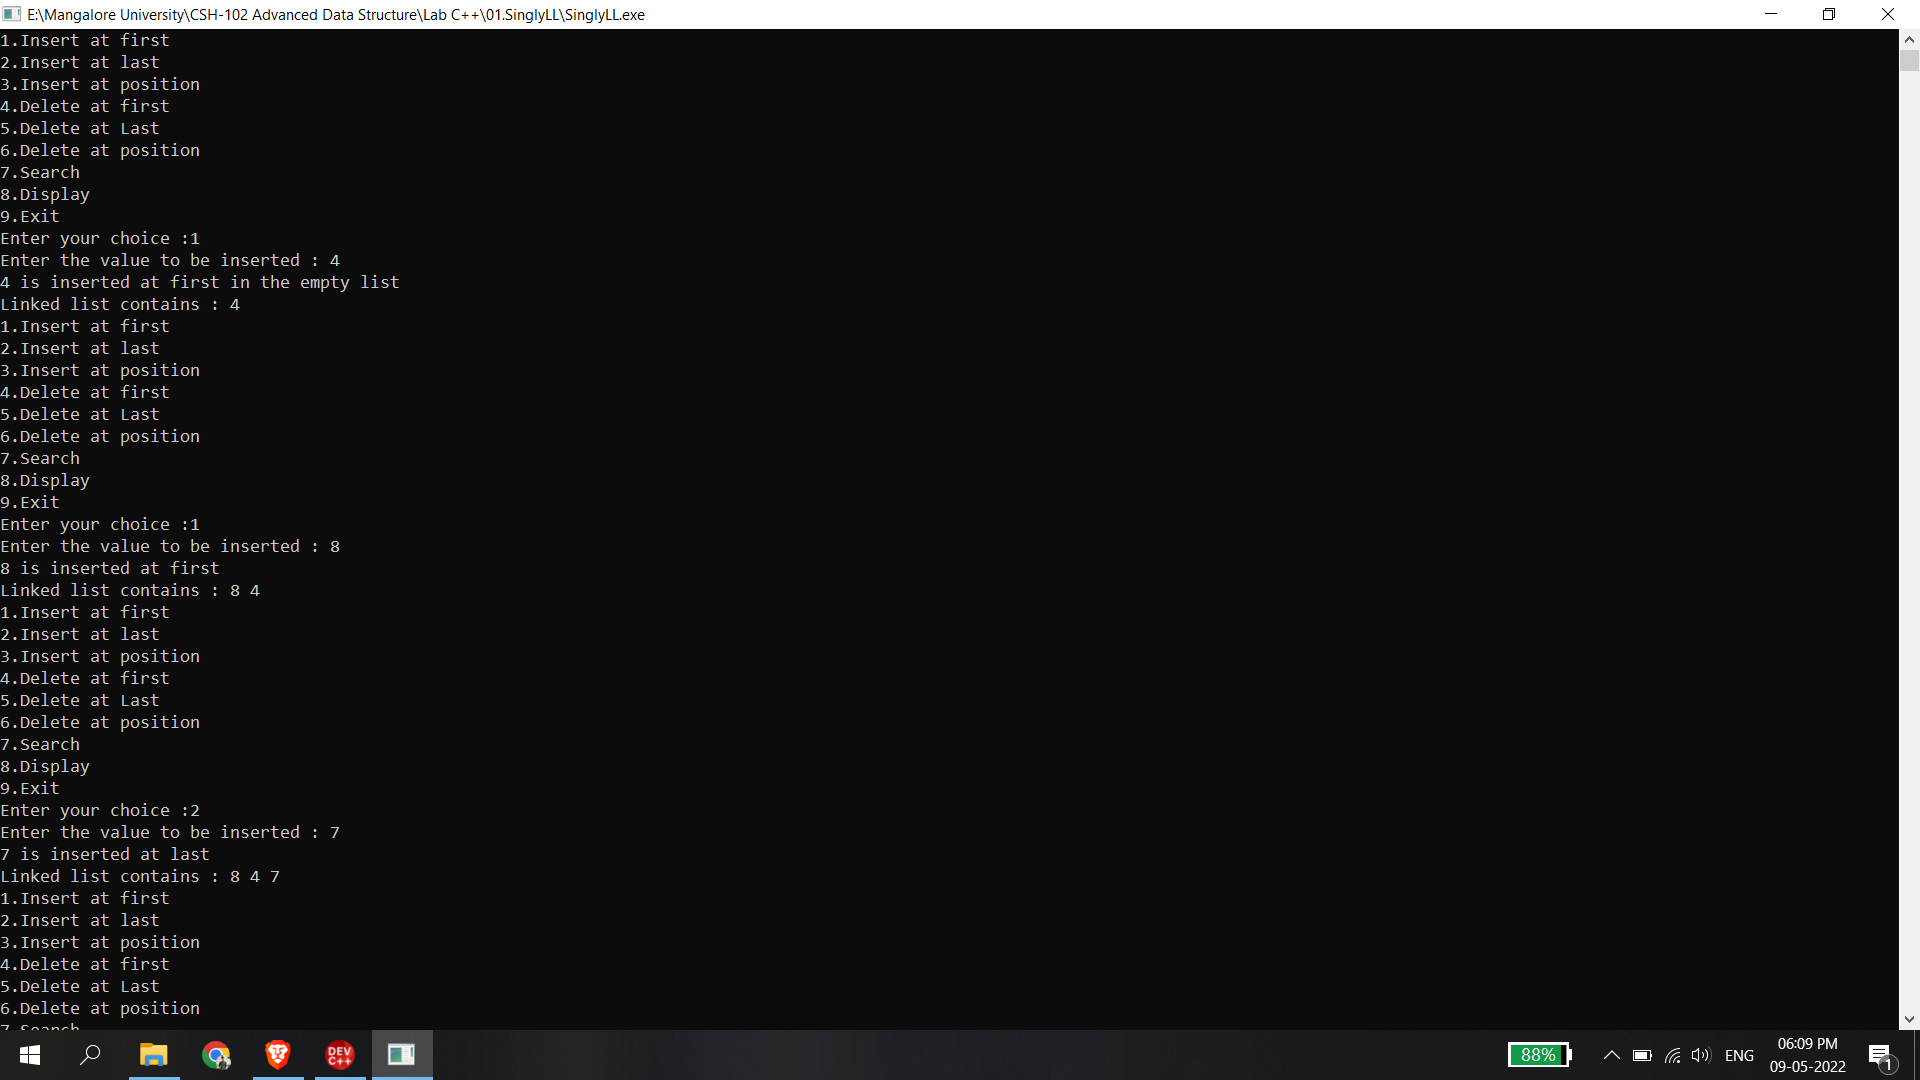 E:\Mangalore University\CSH-102 Advanced Data Structure\Lab C++\01.SinglyLL\SinglyLL.exe
1.Insert at first
2.Insert at last
3.Insert at position
4.Delete at first
5.Delete at Last
6.Delete at position
7.Search
8.Display
9.Exit
Enter your choice :1
Enter the value to be inserted : 4
4 is inserted at first in the empty list
Linked list contains : 4
1.Insert at first
2.Insert at last
3.Insert at position
4.Delete at first
5.Delete at Last
6.Delete at position
7.Search
8.Display
9.Exit
Enter your choice :1
Enter the value to be inserted : 8
8 is inserted at first
Linked list contains : 8 4
1.Insert at first
2.Insert at last
3.Insert at position
4.Delete at first
5.Delete at Last
6.Delete at position
7.Search
8.Display
9.Exit
Enter your choice :2
Enter the value to be inserted : 7
7 is inserted at last
Linked list contains : 8 4 7
1.Insert at first
2.Insert at last
3.Insert at position
4.Delete at first
5.Delete at Last
6.Delete at position
7.Search
DEV C++
88%
ENG
06:09 PM
09-05-2022
1